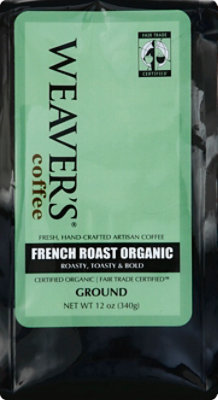 FAIR TRADE
CERTIFIED
WEAVER'S®
coffee
FRESH, HAND-CRAFTED ARTISAN COFFEE
FRENCH ROAST ORGANIC
ROASTY, TOASTY & BOLD
CERTIFIED ORGANIC | FAIR TRADE CERTIFIED™
GROUND
NET WT 12 oz (340g)